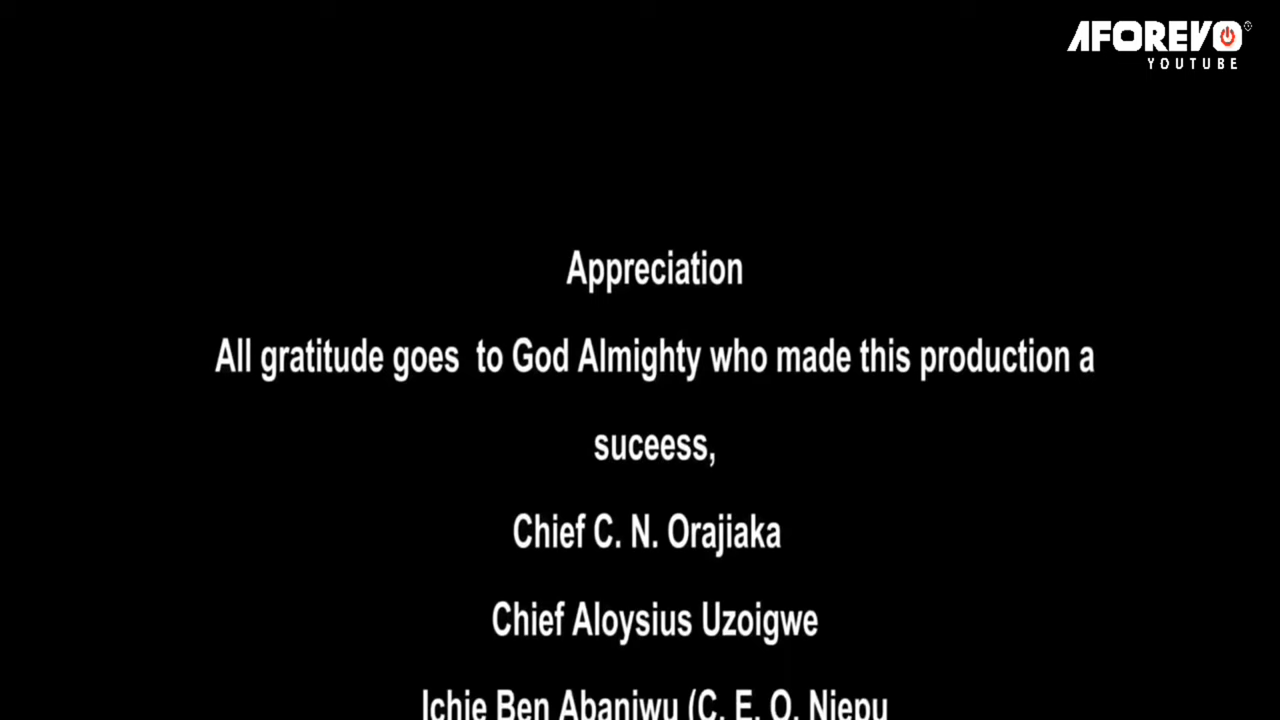 AFOREVO
YOUTUBE
Appreciation
All gratitude goes to God Almighty who made this production a
suceess,
Chief C. N. Orajiaka
Chief Aloysius Uzoigwe
Ichie Ben Abaniwu (C. E. O. Niepu